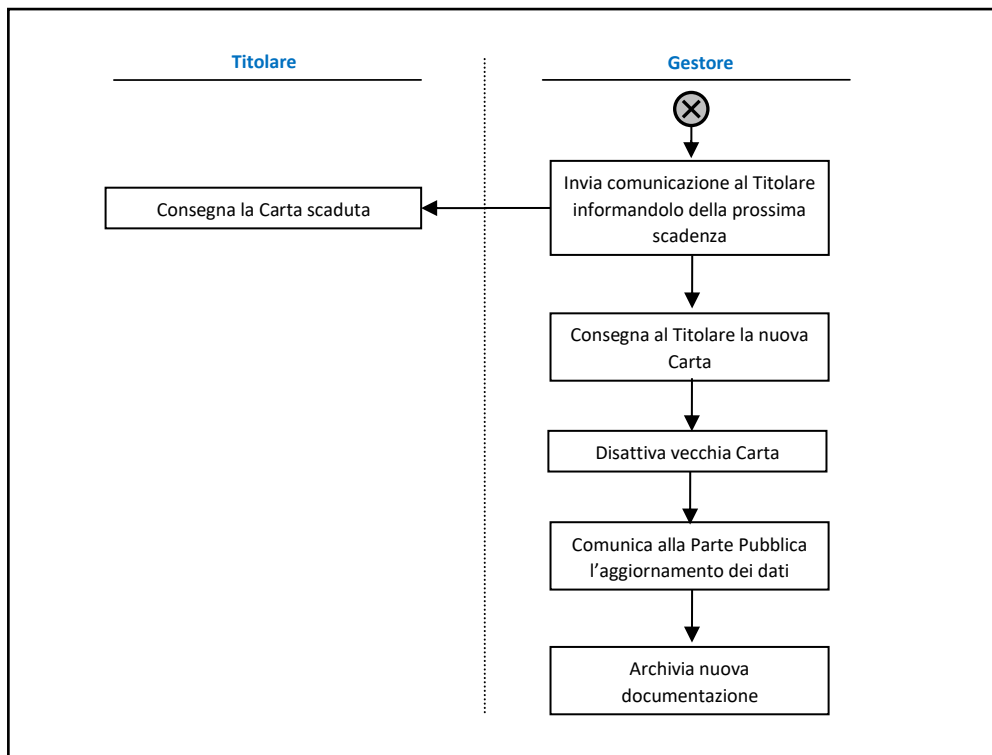 Titolare
Gestore
Invia comunicazione al Titolare
informandolo della prossima
scadenza
Consegna la Carta scaduta
Consegna al Titolare la nuova
Carta
Disattiva vecchia Carta
Comunica alla Parte Pubblica
l’aggiornamento dei dati
Archivia nuova
documentazione